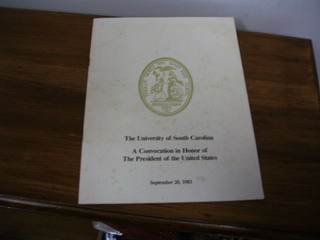 The University of South Carolina
A Convocation in Honor of
The President of the United States
September 20, 1983